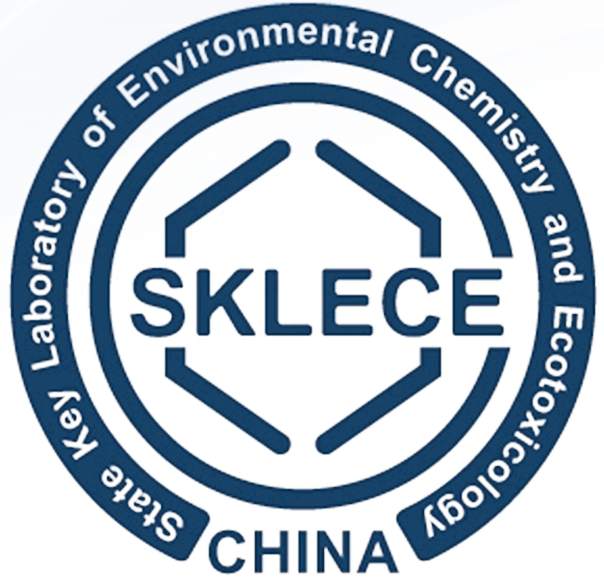 State Key Laboratory of Environmental Chemistry and Ecotoxicology
SKLECE
CHINA